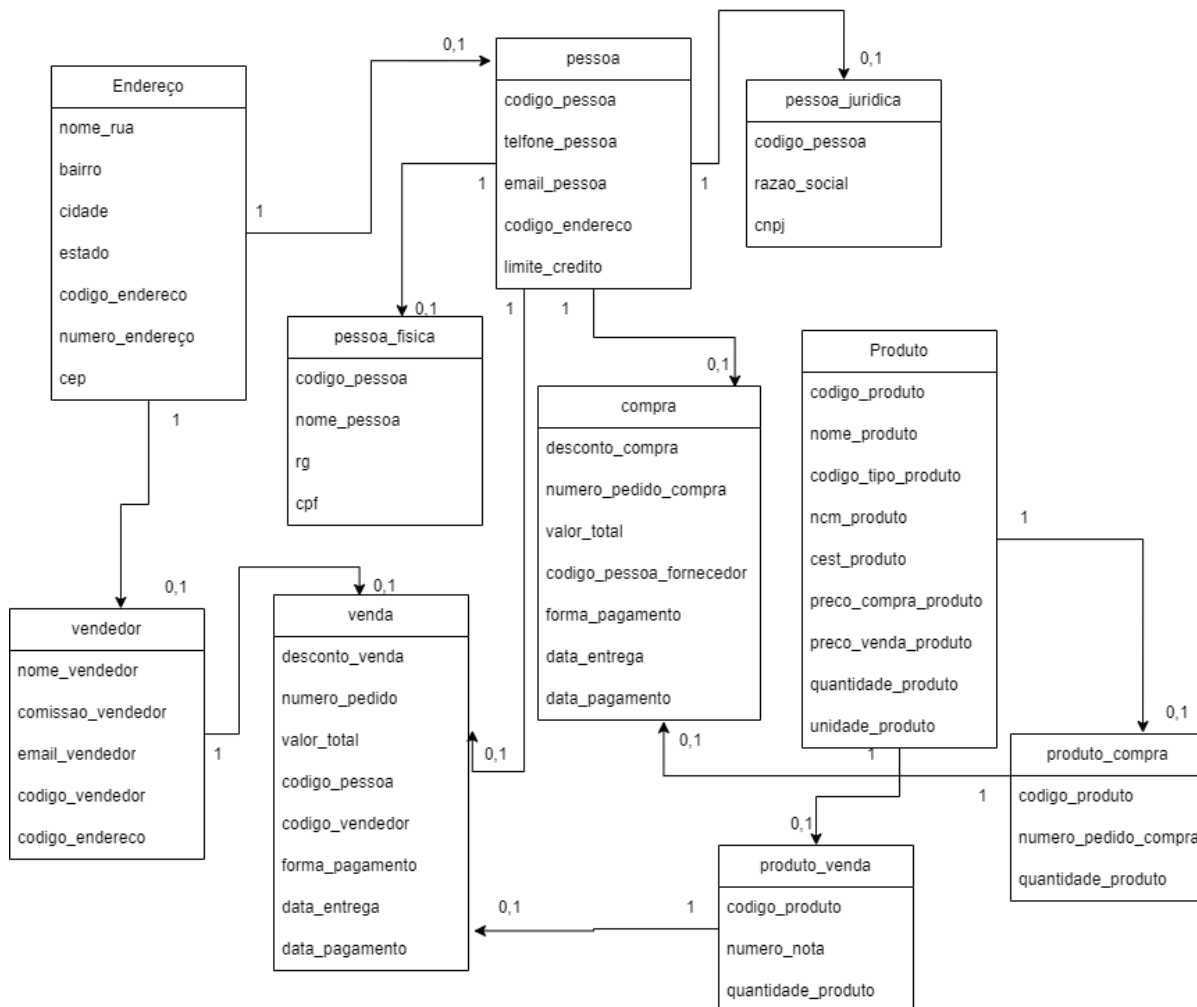 0,1
pessoa
codigo_pessoa
telfone_pessoa
email_pessoa
codigo_endereco
limite_credito
0,1
pessoa_juridica
codigo_pessoa
razao_social
cnpj
Endereço
nome_rua
bairro
cidade
estado
codigo_endereco
numero_endereço
cep
1
1
1
1
1
1
0,1
pessoa_fisica
codigo_pessoa
nome_pessoa
rg
cpf
0,1
compra
desconto_compra
numero_pedido_compra
valor_total
codigo_pessoa_fornecedor
forma_pagamento
data_entrega
data_pagamento
Produto
codigo_produto
nome_produto
codigo_tipo_produto
ncm_produto
cest_produto
preco_compra_produto
preco_venda_produto
quantidade_produto
unidade_produto
1
0,1
vendedor
nome_vendedor
comissao_vendedor
email_vendedor
codigo_vendedor
codigo_endereco
1
0,1
venda
desconto_venda
numero_pedido
valor_total
codigo_pessoa
codigo_vendedor
forma_pagamento
data_entrega
data_pagamento
0,1
0,1
1
0,1
produto_compra
codigo_produto
numero_pedido_compra
quantidade_produto
1
0,1
produto_venda
codigo_produto
numero_nota
quantidade_produto
0,1
1